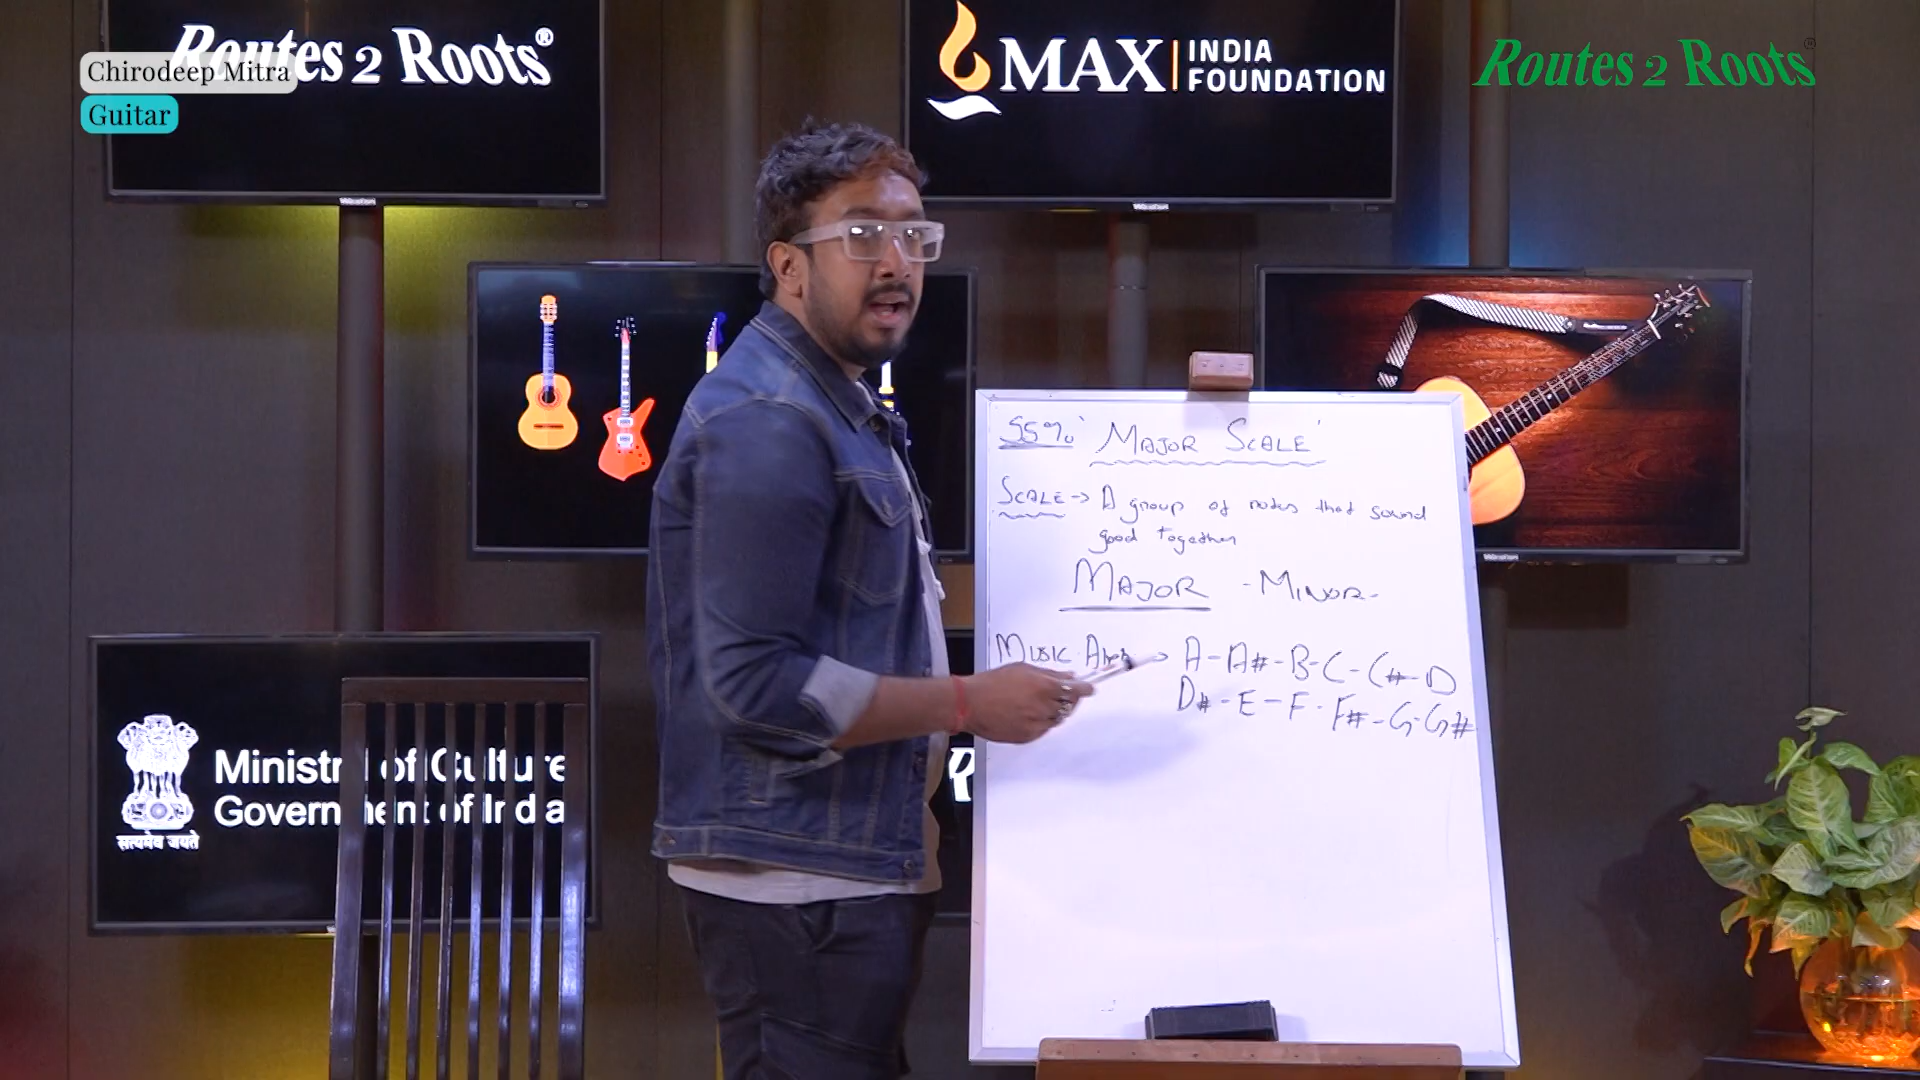 Routes 2 Roots®
Chirodeep Mitra
Guitar
MAX INDIA FOUNDATION
Routes 2 Roots
55% 'MAJOR SCALE'
SCALE → A group of notes that sound
good together
MAJOR - MINOR -
MUSIC → A - A# - B - C - C# - D
D# - E - F - F# - G - G#
Ministr of Culture
Government of India
सत्यमेव जयते